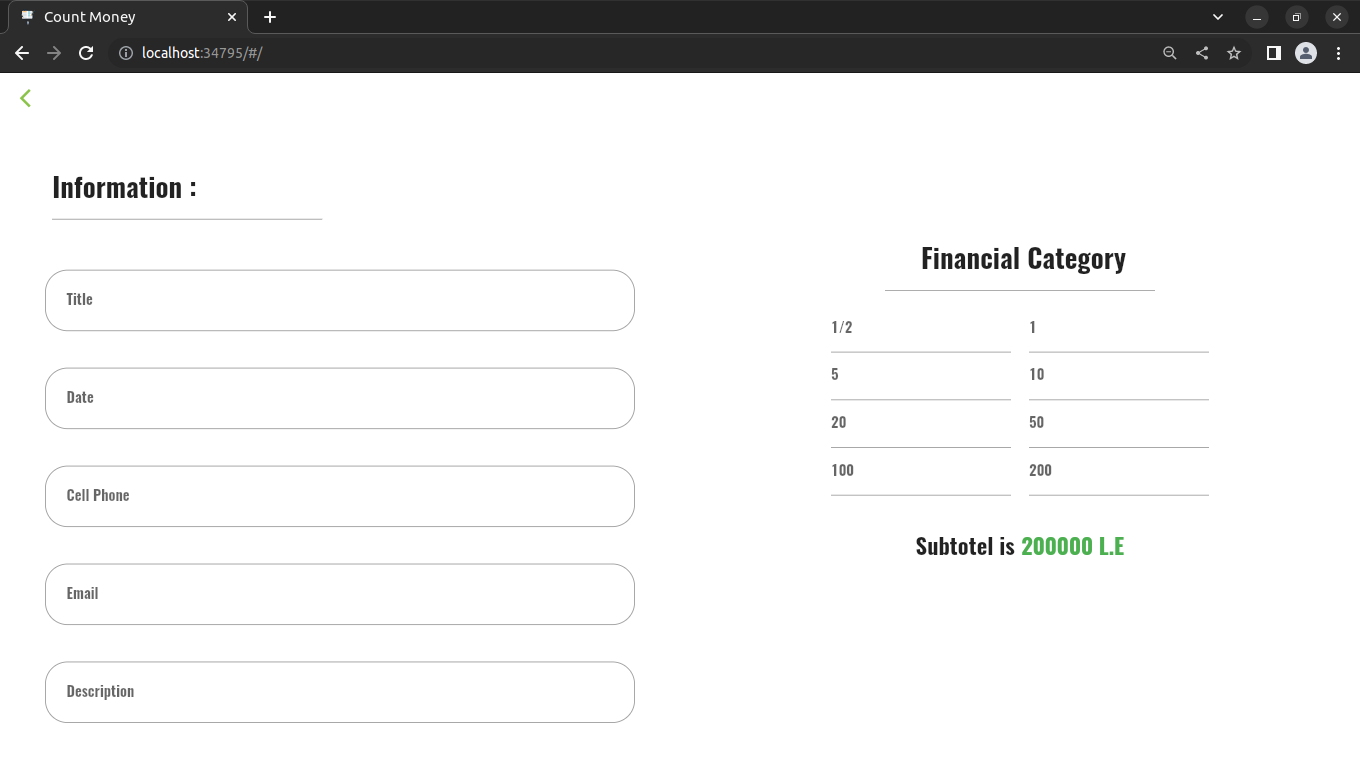 Count Money
localhost:34795/#/
Information :
Title
Date
Cell Phone
Email
Description
Financial Category
1/2 1
5 10
20 50
100 200
Subtotel is 200000 L.E